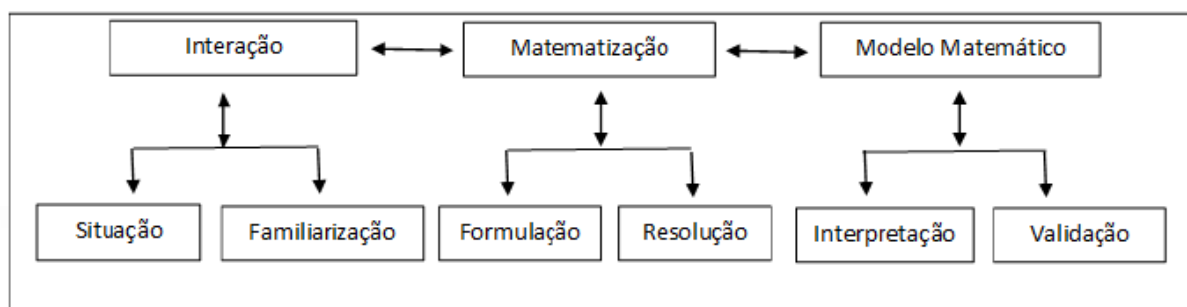 Interação
Matematização
Modelo Matemático
Situação
Familiarização
Formulação
Resolução
Interpretação
Validação